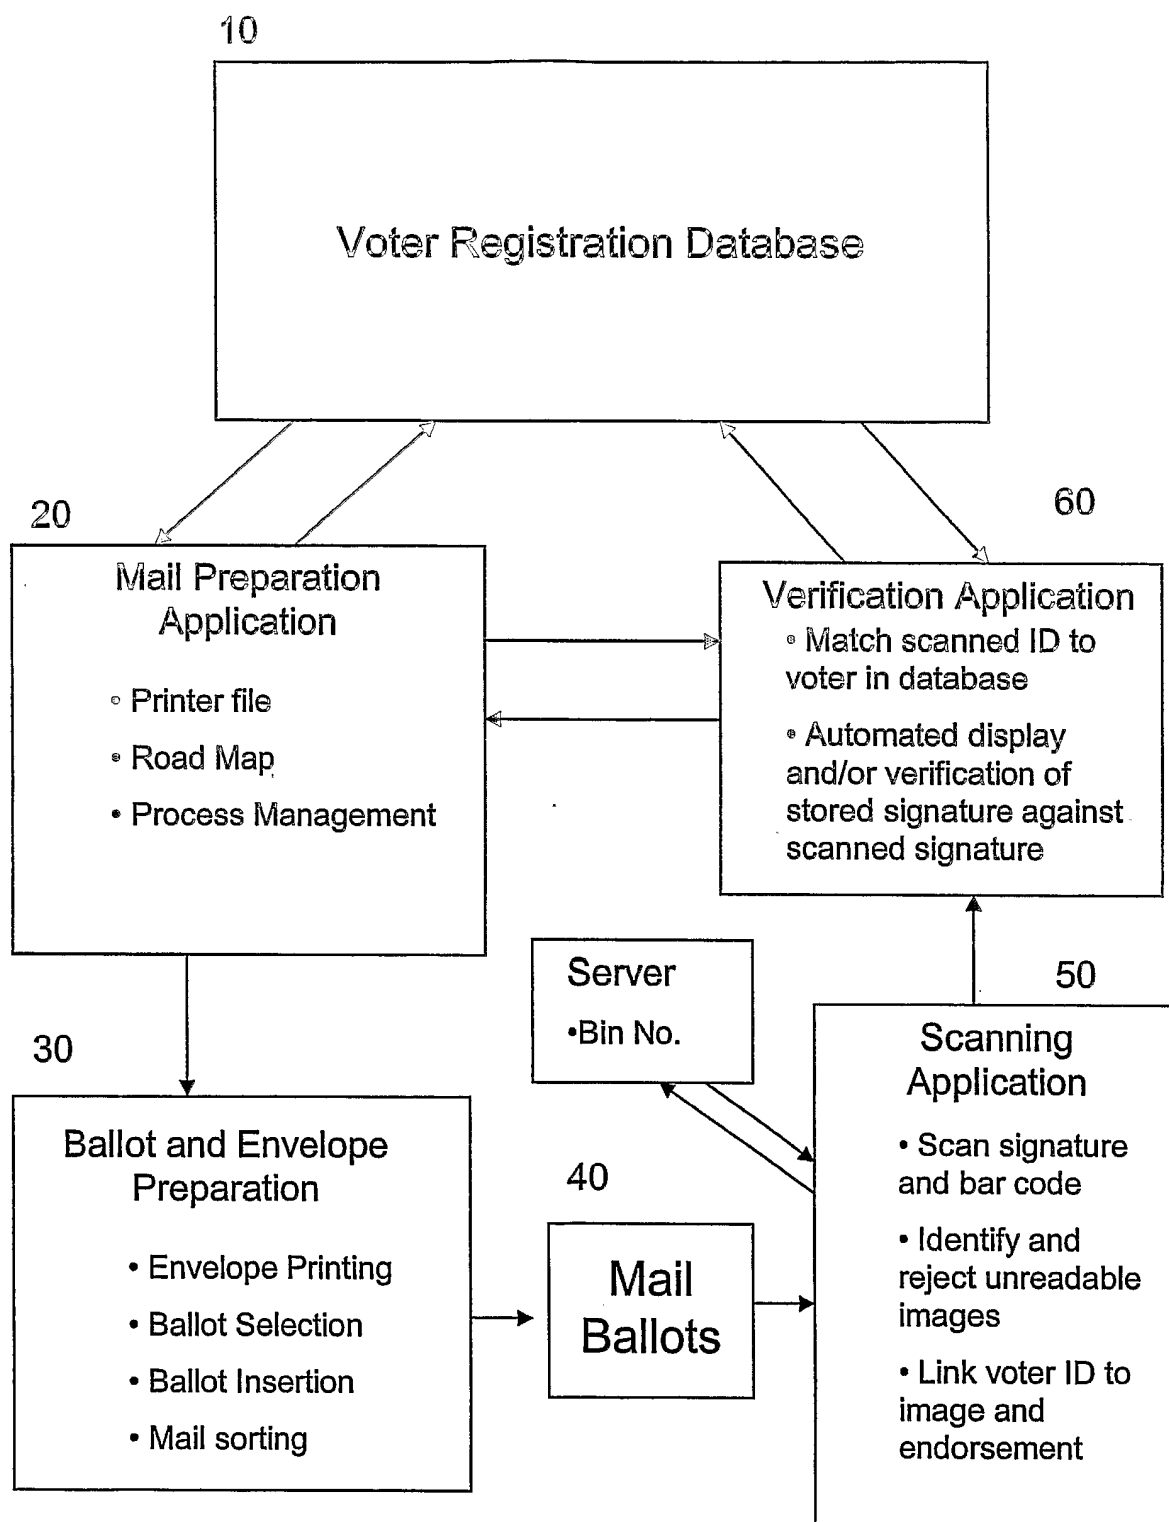 10
Voter Registration Database
20
Mail Preparation
Application
• Printer file
• Road Map
• Process Management
60
Verification Application
• Match scanned ID to
voter in database
• Automated display
and/or verification of
stored signature against
scanned signature
Server
•Bin No.
50
Scanning
Application
• Scan signature
and bar code
• Identify and
reject unreadable
images
• Link voter ID to
image and
endorsement
30
Ballot and Envelope
Preparation
• Envelope Printing
• Ballot Selection
• Ballot Insertion
• Mail sorting
40
Mail
Ballots